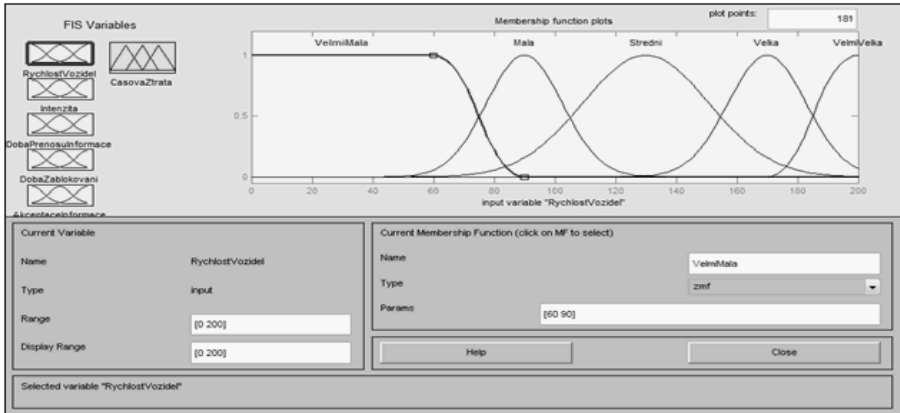 FIS Variables
RychlostVozidel
CasovaZtrata
Intenzita
DobaPrenosuInformace
DobaZablokovani
AkceptaceInformace
Membership function plots
plot points:
181
VelmiMala
Mala
Stredni
Velka
VelmiVelka
1
0.5
0
0 20 40 60 80 100 120 140 160 180 200
input variable "RychlostVozidel"
Current Variable
Name RychlostVozidel
Type input
Range [0 200]
Display Range [0 200]
Current Membership Function (click on MF to select)
Name VelmiMala
Type zmf
Params [60 90]
Help
Close
Selected variable "RychlostVozidel"